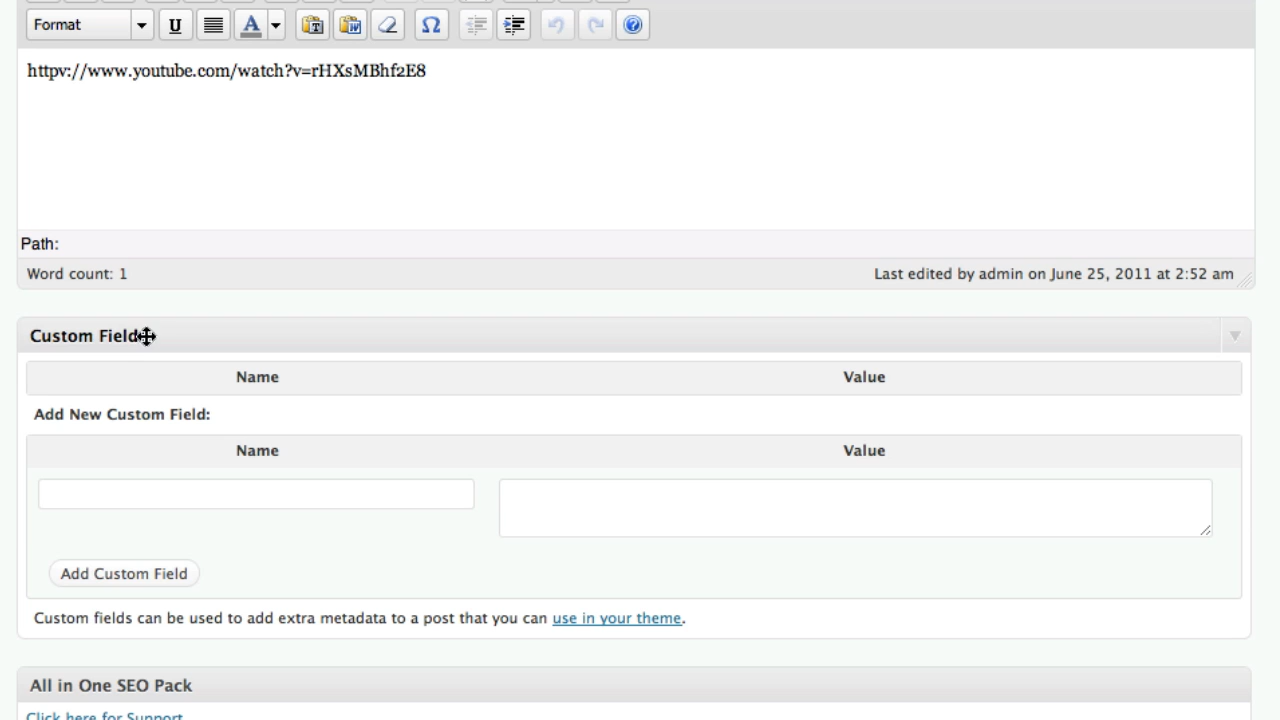 Format U A
httpv://www.youtube.com/watch?v=rHXsMBhf2E8
Path:
Word count: 1 Last edited by admin on June 25, 2011 at 2:52 am
Custom Field
Name Value
Add New Custom Field:
Name Value
Add Custom Field
Custom fields can be used to add extra metadata to a post that you can use in your theme.
All in One SEO Pack
Click here for Support